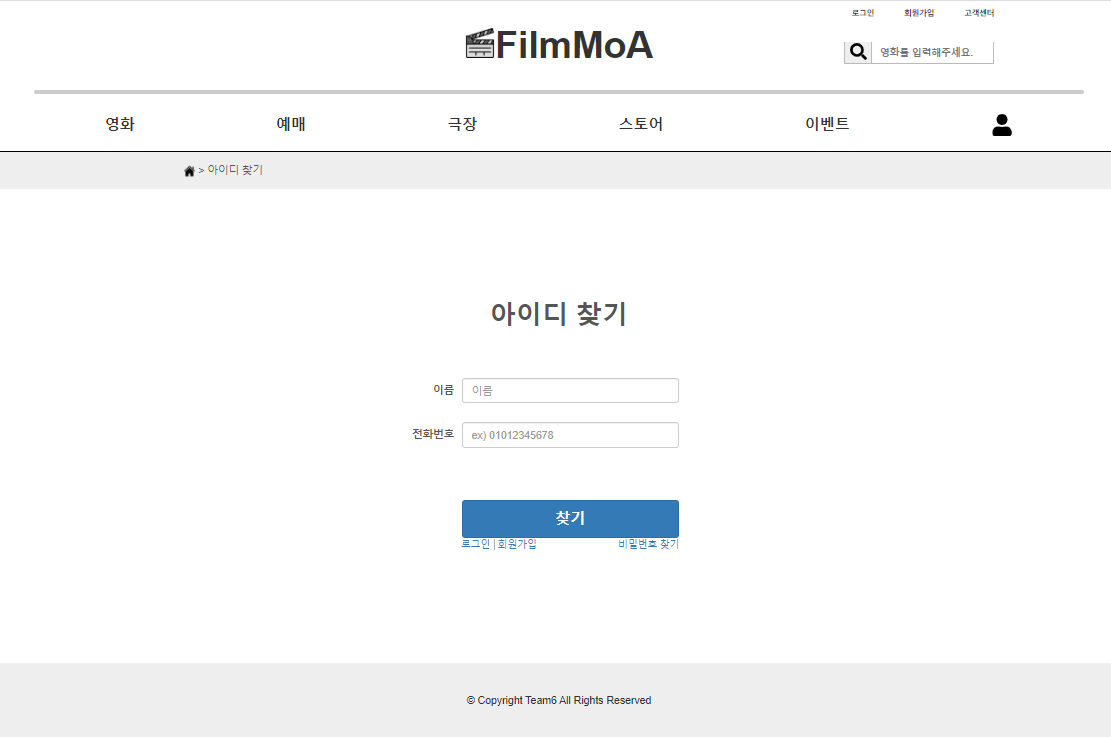 로그인 회원가입 고객센터
FilmMoA
영화를 입력해주세요.
영화 예매 극장 스토어 이벤트
> 아이디 찾기
아이디 찾기
이름 이름
전화번호 ex) 01012345678
찾기
로그인 | 회원가입 비밀번호 찾기
© Copyright Team6 All Rights Reserved